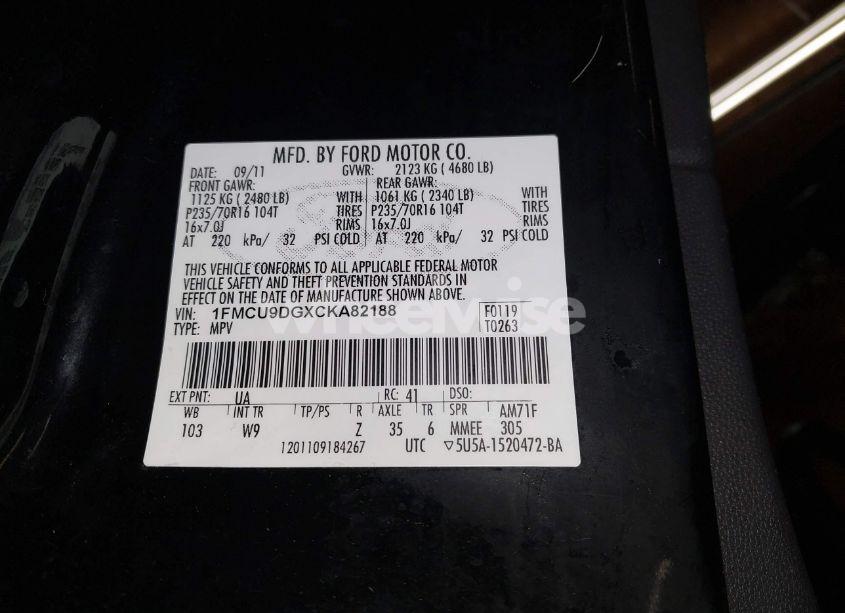 MFD. BY FORD MOTOR CO.
DATE: 09/11 GVWR: 2123 KG ( 4680 LB)
FRONT GAWR: REAR GAWR:
1125 KG ( 2480 LB) WITH 1061 KG ( 2340 LB) WITH
P235/70R16 104T TIRES P235/70R16 104T TIRES
16x7.0J RIMS 16x7.0J RIMS
AT 220 kPa/ 32 PSI COLD AT 220 kPa/ 32 PSI COLD
THIS VEHICLE CONFORMS TO ALL APPLICABLE FEDERAL MOTOR
VEHICLE SAFETY AND THEFT PREVENTION STANDARDS IN
EFFECT ON THE DATE OF MANUFACTURE SHOWN ABOVE.
VIN: 1FMCU9DGXCKA82188 F0119
TYPE: MPV T0263
wheelwise
EXT PNT: UA RC: 41 DSO:
WB INT TR TP/PS R AXLE TR SPR AM71F
103 W9 Z 35 6 MMEE 305
1201109184267 UTC ▽5U5A-1520472-BA